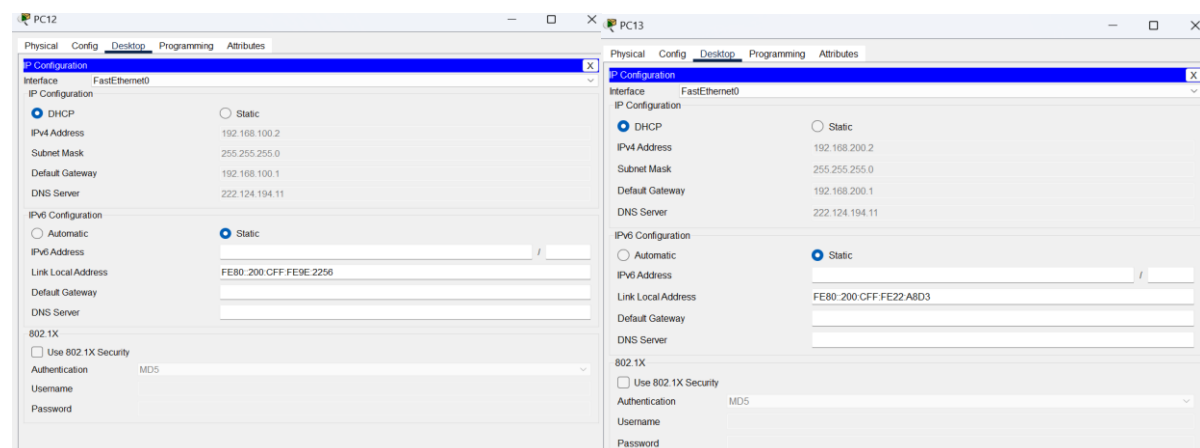 PC12
Physical Config Desktop Programming Attributes
IP Configuration X
Interface FastEthernet0
IP Configuration
DHCP Static
IPv4 Address 192.168.100.2
Subnet Mask 255.255.255.0
Default Gateway 192.168.100.1
DNS Server 222.124.194.11
IPv6 Configuration
Automatic Static
IPv6 Address /
Link Local Address FE80::200:CFF:FE9E:2256
Default Gateway
DNS Server
802.1X
Use 802.1X Security
Authentication MD5
Username
Password
PC13
Physical Config Desktop Programming Attributes
IP Configuration X
Interface FastEthernet0
IP Configuration
DHCP Static
IPv4 Address 192.168.200.2
Subnet Mask 255.255.255.0
Default Gateway 192.168.200.1
DNS Server 222.124.194.11
IPv6 Configuration
Automatic Static
IPv6 Address /
Link Local Address FE80::200:CFF:FE22:A8D3
Default Gateway
DNS Server
802.1X
Use 802.1X Security
Authentication MD5
Username
Password